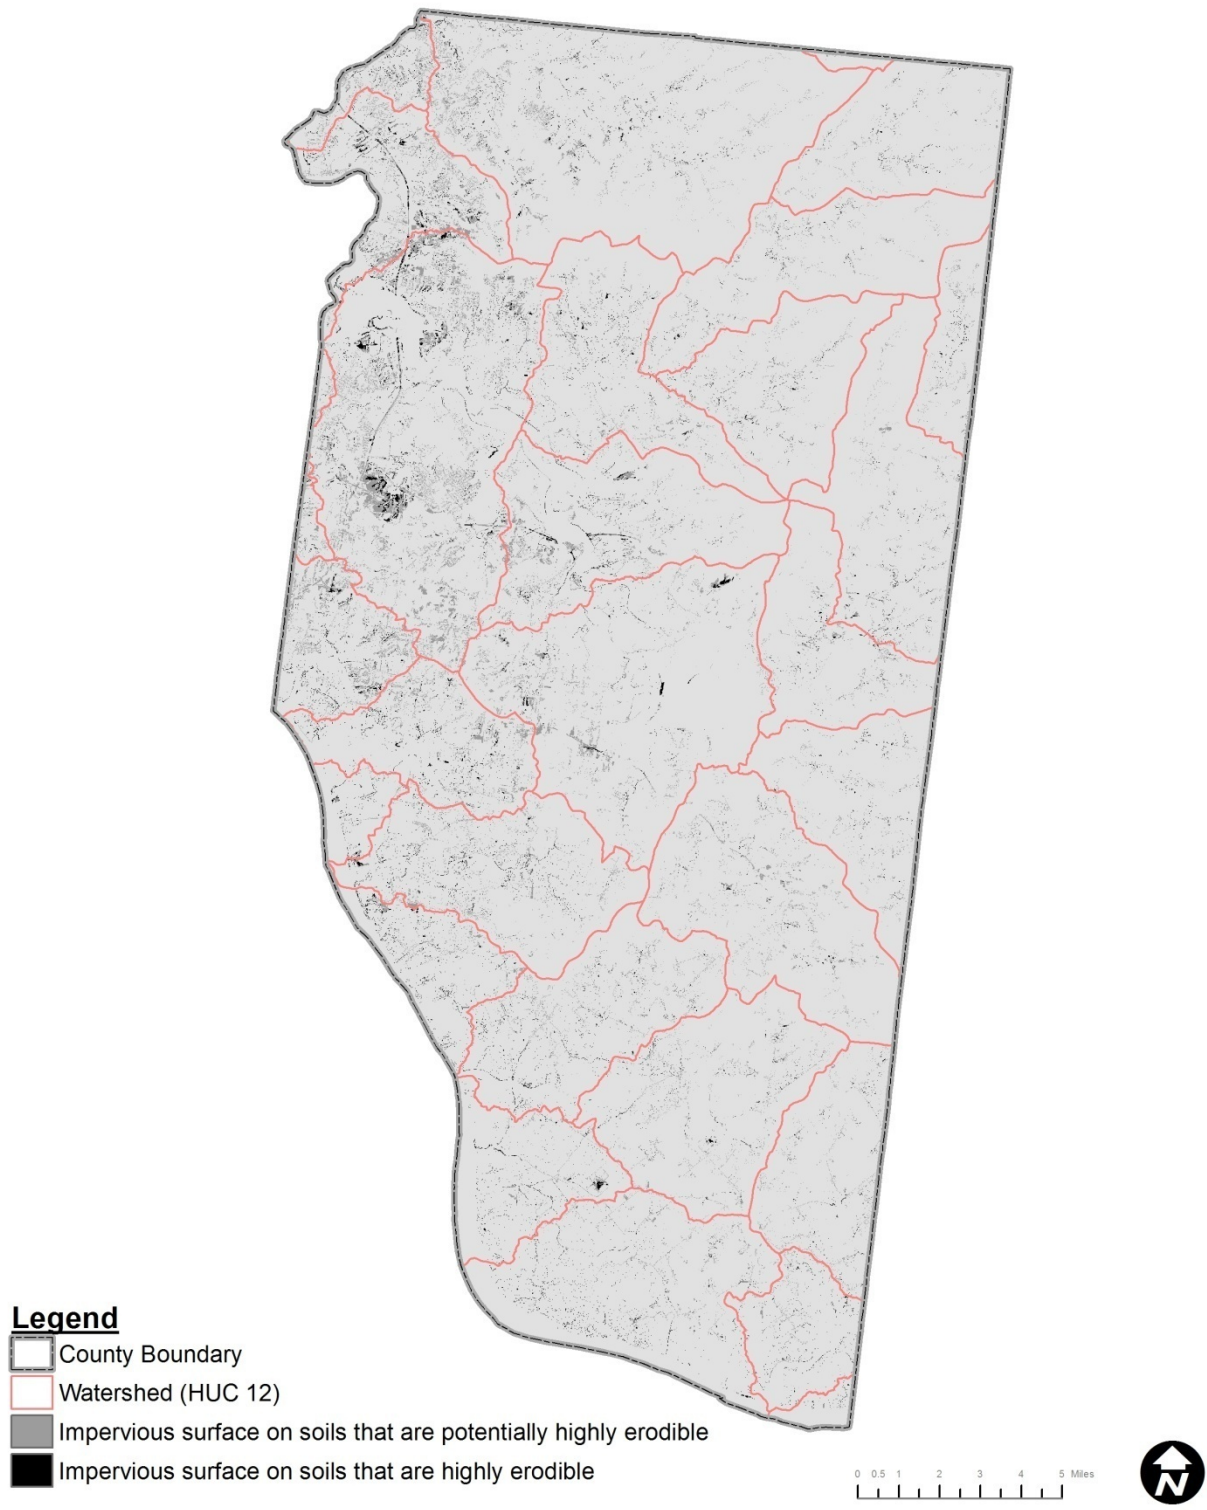 Legend
County Boundary
Watershed (HUC 12)
Impervious surface on soils that are potentially highly erodible
Impervious surface on soils that are highly erodible
0 0.5 1 2 3 4 5 Miles
N